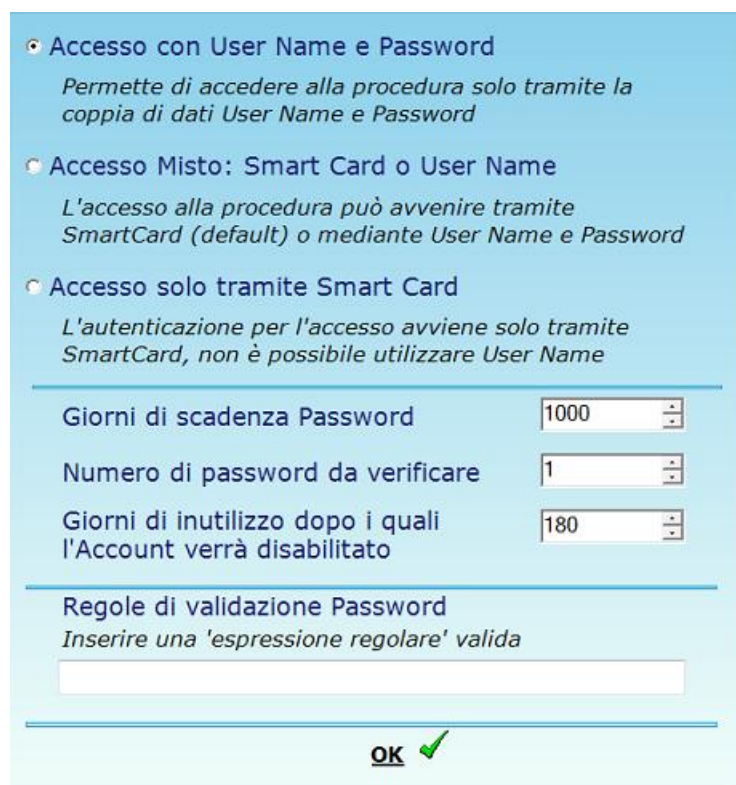 Accesso con User Name e Password
Permette di accedere alla procedura solo tramite la
coppia di dati User Name e Password
Accesso Misto: Smart Card o User Name
L'accesso alla procedura può avvenire tramite
SmartCard (default) o mediante User Name e Password
Accesso solo tramite Smart Card
L'autenticazione per l'accesso avviene solo tramite
SmartCard, non è possibile utilizzare User Name
Giorni di scadenza Password 1000
Numero di password da verificare 1
Giorni di inutilizzo dopo i quali
l'Account verrà disabilitato 180
Regole di validazione Password
Inserire una 'espressione regolare' valida
OK